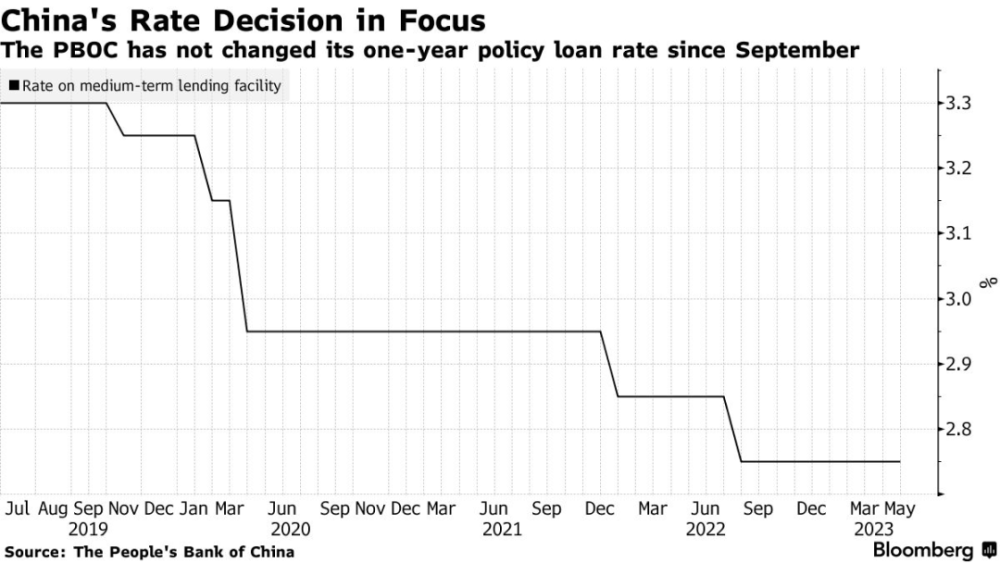 China's Rate Decision in Focus
The PBOC has not changed its one-year policy loan rate since September
■ Rate on medium-term lending facility
3.3
3.2
3.1
3.0
%
2.9
2.8
Jul Aug Sep Nov Dec Jan Mar Jun Sep Nov Dec Mar Jun Sep Dec Mar Jun Sep Dec Mar May
2019 2020 2021 2022 2023
Source: The People's Bank of China
Bloomberg